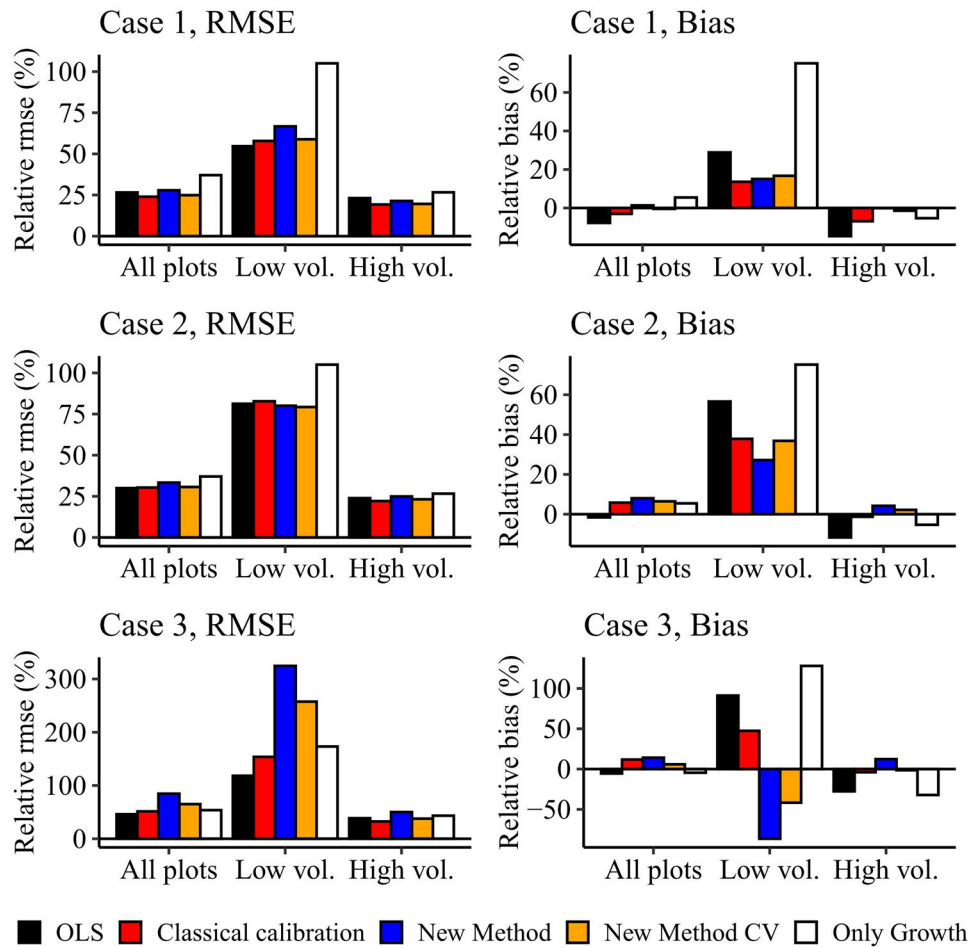 Case 1, RMSE
Relative rmse (%)
100
75
50
25
0
All plots Low vol. High vol.
Case 1, Bias
Relative bias (%)
60
40
20
0
All plots Low vol. High vol.
Case 2, RMSE
Relative rmse (%)
100
75
50
25
0
All plots Low vol. High vol.
Case 2, Bias
Relative bias (%)
60
40
20
0
All plots Low vol. High vol.
Case 3, RMSE
Relative rmse (%)
300
200
100
0
All plots Low vol. High vol.
Case 3, Bias
Relative bias (%)
100
50
0
−50
All plots Low vol. High vol.
OLS Classical calibration New Method New Method CV Only Growth